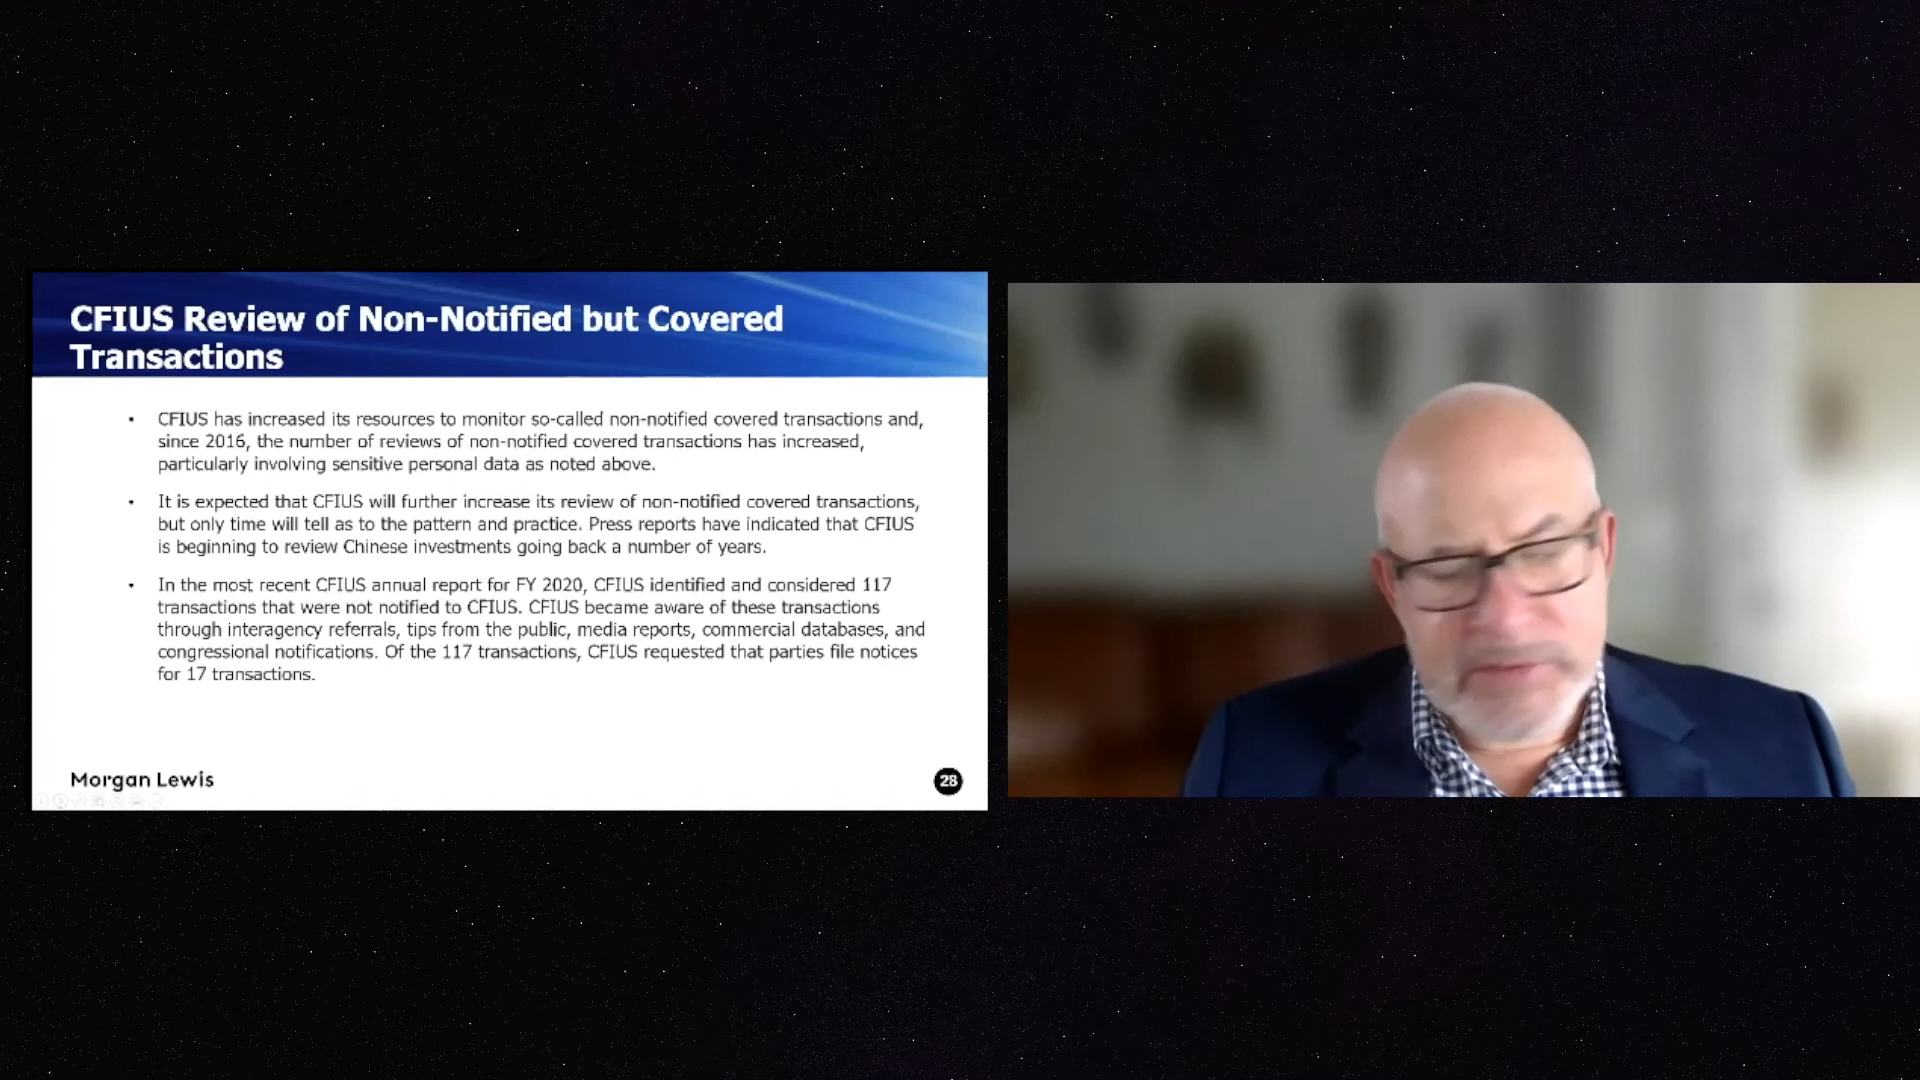 CFIUS Review of Non-Notified but Covered
Transactions
• CFIUS has increased its resources to monitor so-called non-notified covered transactions and,
since 2016, the number of reviews of non-notified covered transactions has increased,
particularly involving sensitive personal data as noted above.
• It is expected that CFIUS will further increase its review of non-notified covered transactions,
but only time will tell as to the pattern and practice. Press reports have indicated that CFIUS
is beginning to review Chinese investments going back a number of years.
• In the most recent CFIUS annual report for FY 2020, CFIUS identified and considered 117
transactions that were not notified to CFIUS. CFIUS became aware of these transactions
through interagency referrals, tips from the public, media reports, commercial databases, and
congressional notifications. Of the 117 transactions, CFIUS requested that parties file notices
for 17 transactions.
Morgan Lewis
28